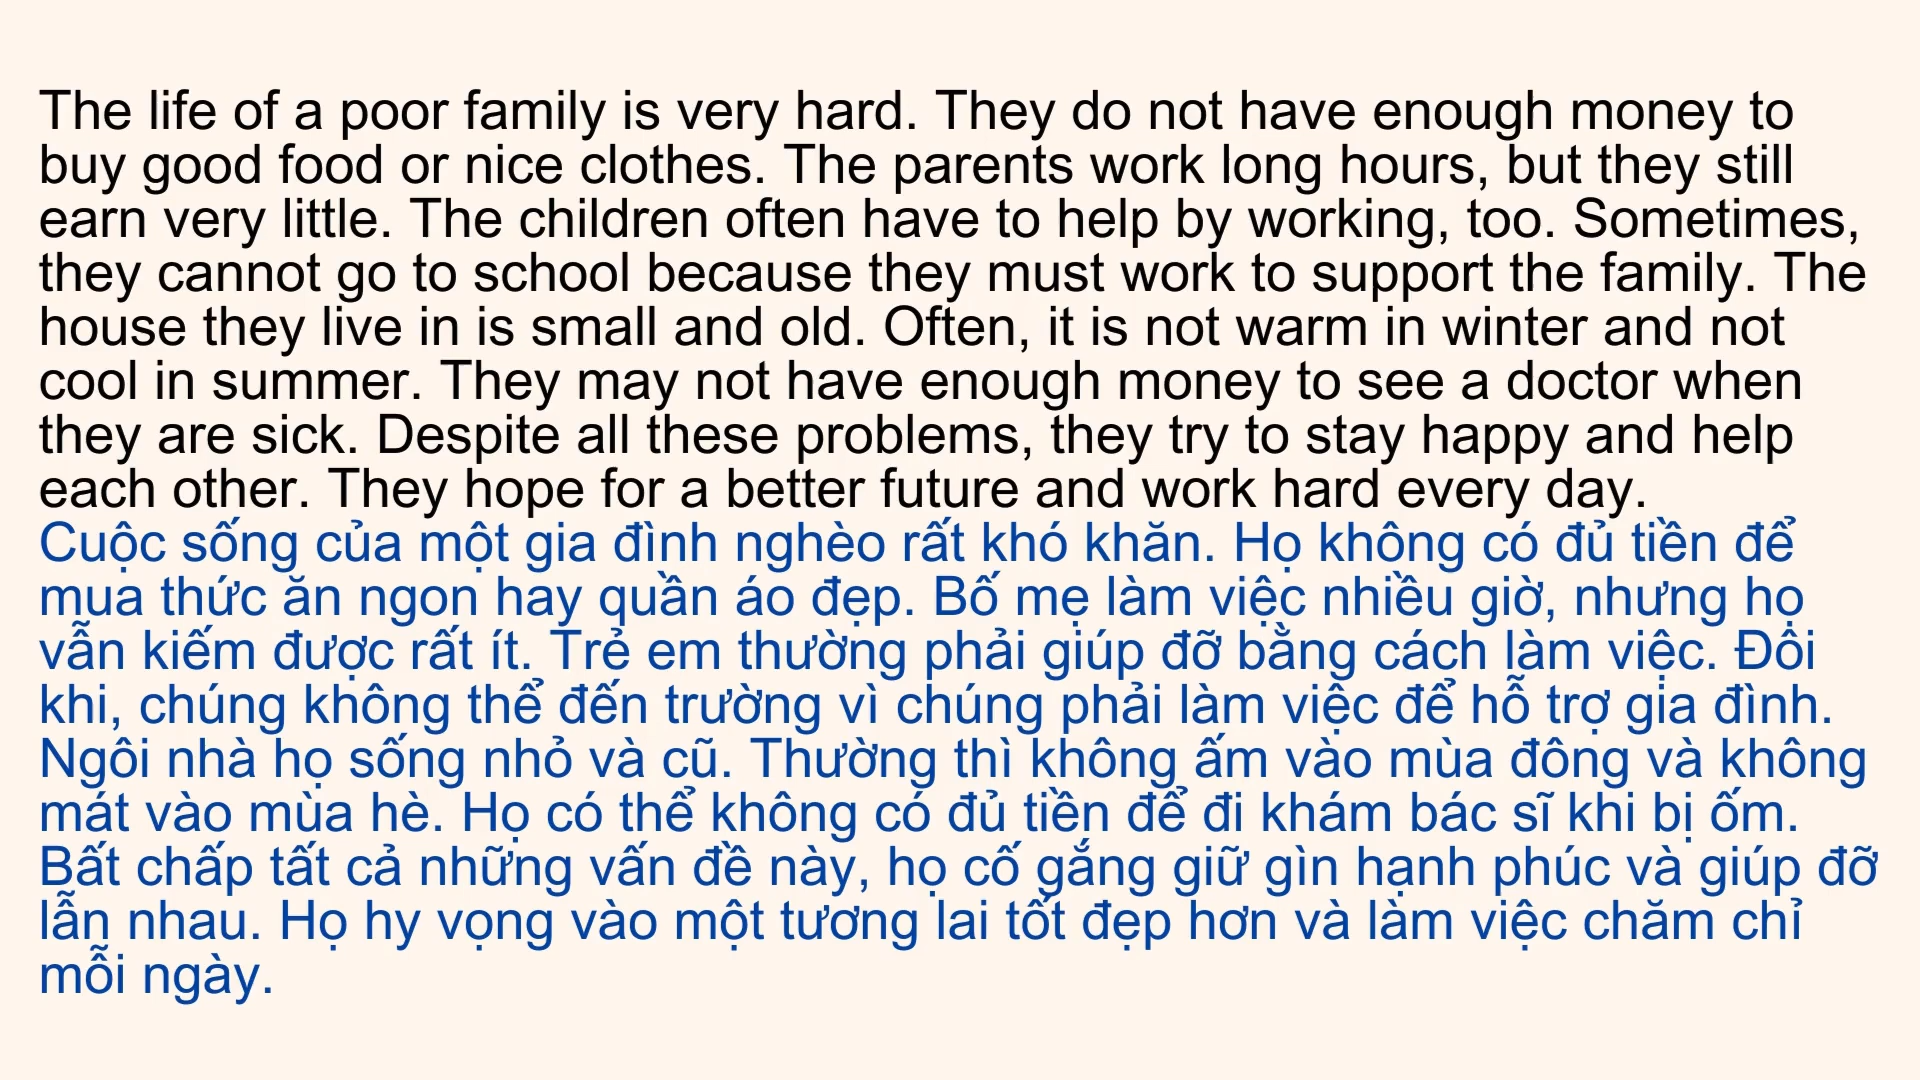 The life of a poor family is very hard. They do not have enough money to
buy good food or nice clothes. The parents work long hours, but they still
earn very little. The children often have to help by working, too. Sometimes,
they cannot go to school because they must work to support the family. The
house they live in is small and old. Often, it is not warm in winter and not
cool in summer. They may not have enough money to see a doctor when
they are sick. Despite all these problems, they try to stay happy and help
each other. They hope for a better future and work hard every day.
Cuộc sống của một gia đình nghèo rất khó khăn. Họ không có đủ tiền để
mua thức ăn ngon hay quần áo đẹp. Bố mẹ làm việc nhiều giờ, nhưng họ
vẫn kiếm được rất ít. Trẻ em thường phải giúp đỡ bằng cách làm việc. Đôi
khi, chúng không thể đến trường vì chúng phải làm việc để hỗ trợ gia đình.
Ngôi nhà họ sống nhỏ và cũ. Thường thì không ấm vào mùa đông và không
mát vào mùa hè. Họ có thể không có đủ tiền để đi khám bác sĩ khi bị ốm.
Bất chấp tất cả những vấn đề này, họ cố gắng giữ gìn hạnh phúc và giúp đỡ
lẫn nhau. Họ hy vọng vào một tương lai tốt đẹp hơn và làm việc chăm chỉ
mỗi ngày.